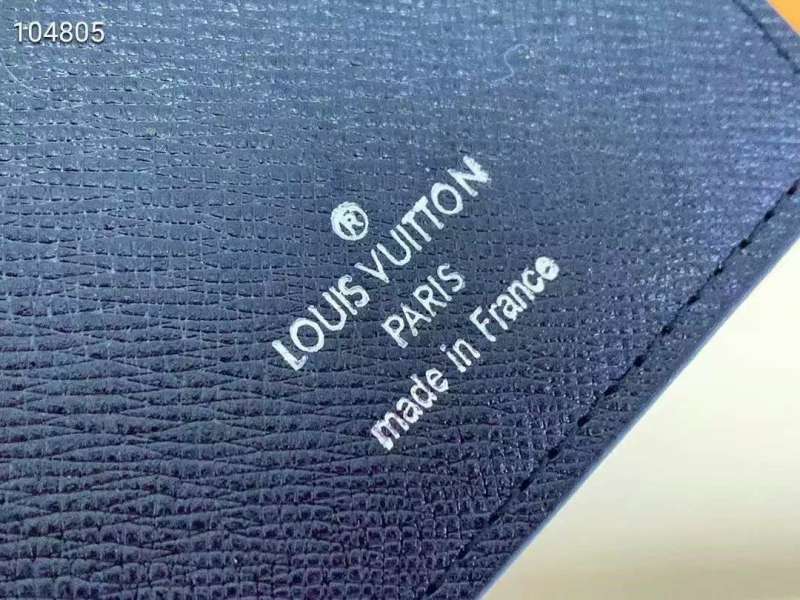 104805
®
LOUIS VUITTON
PARIS
made in France